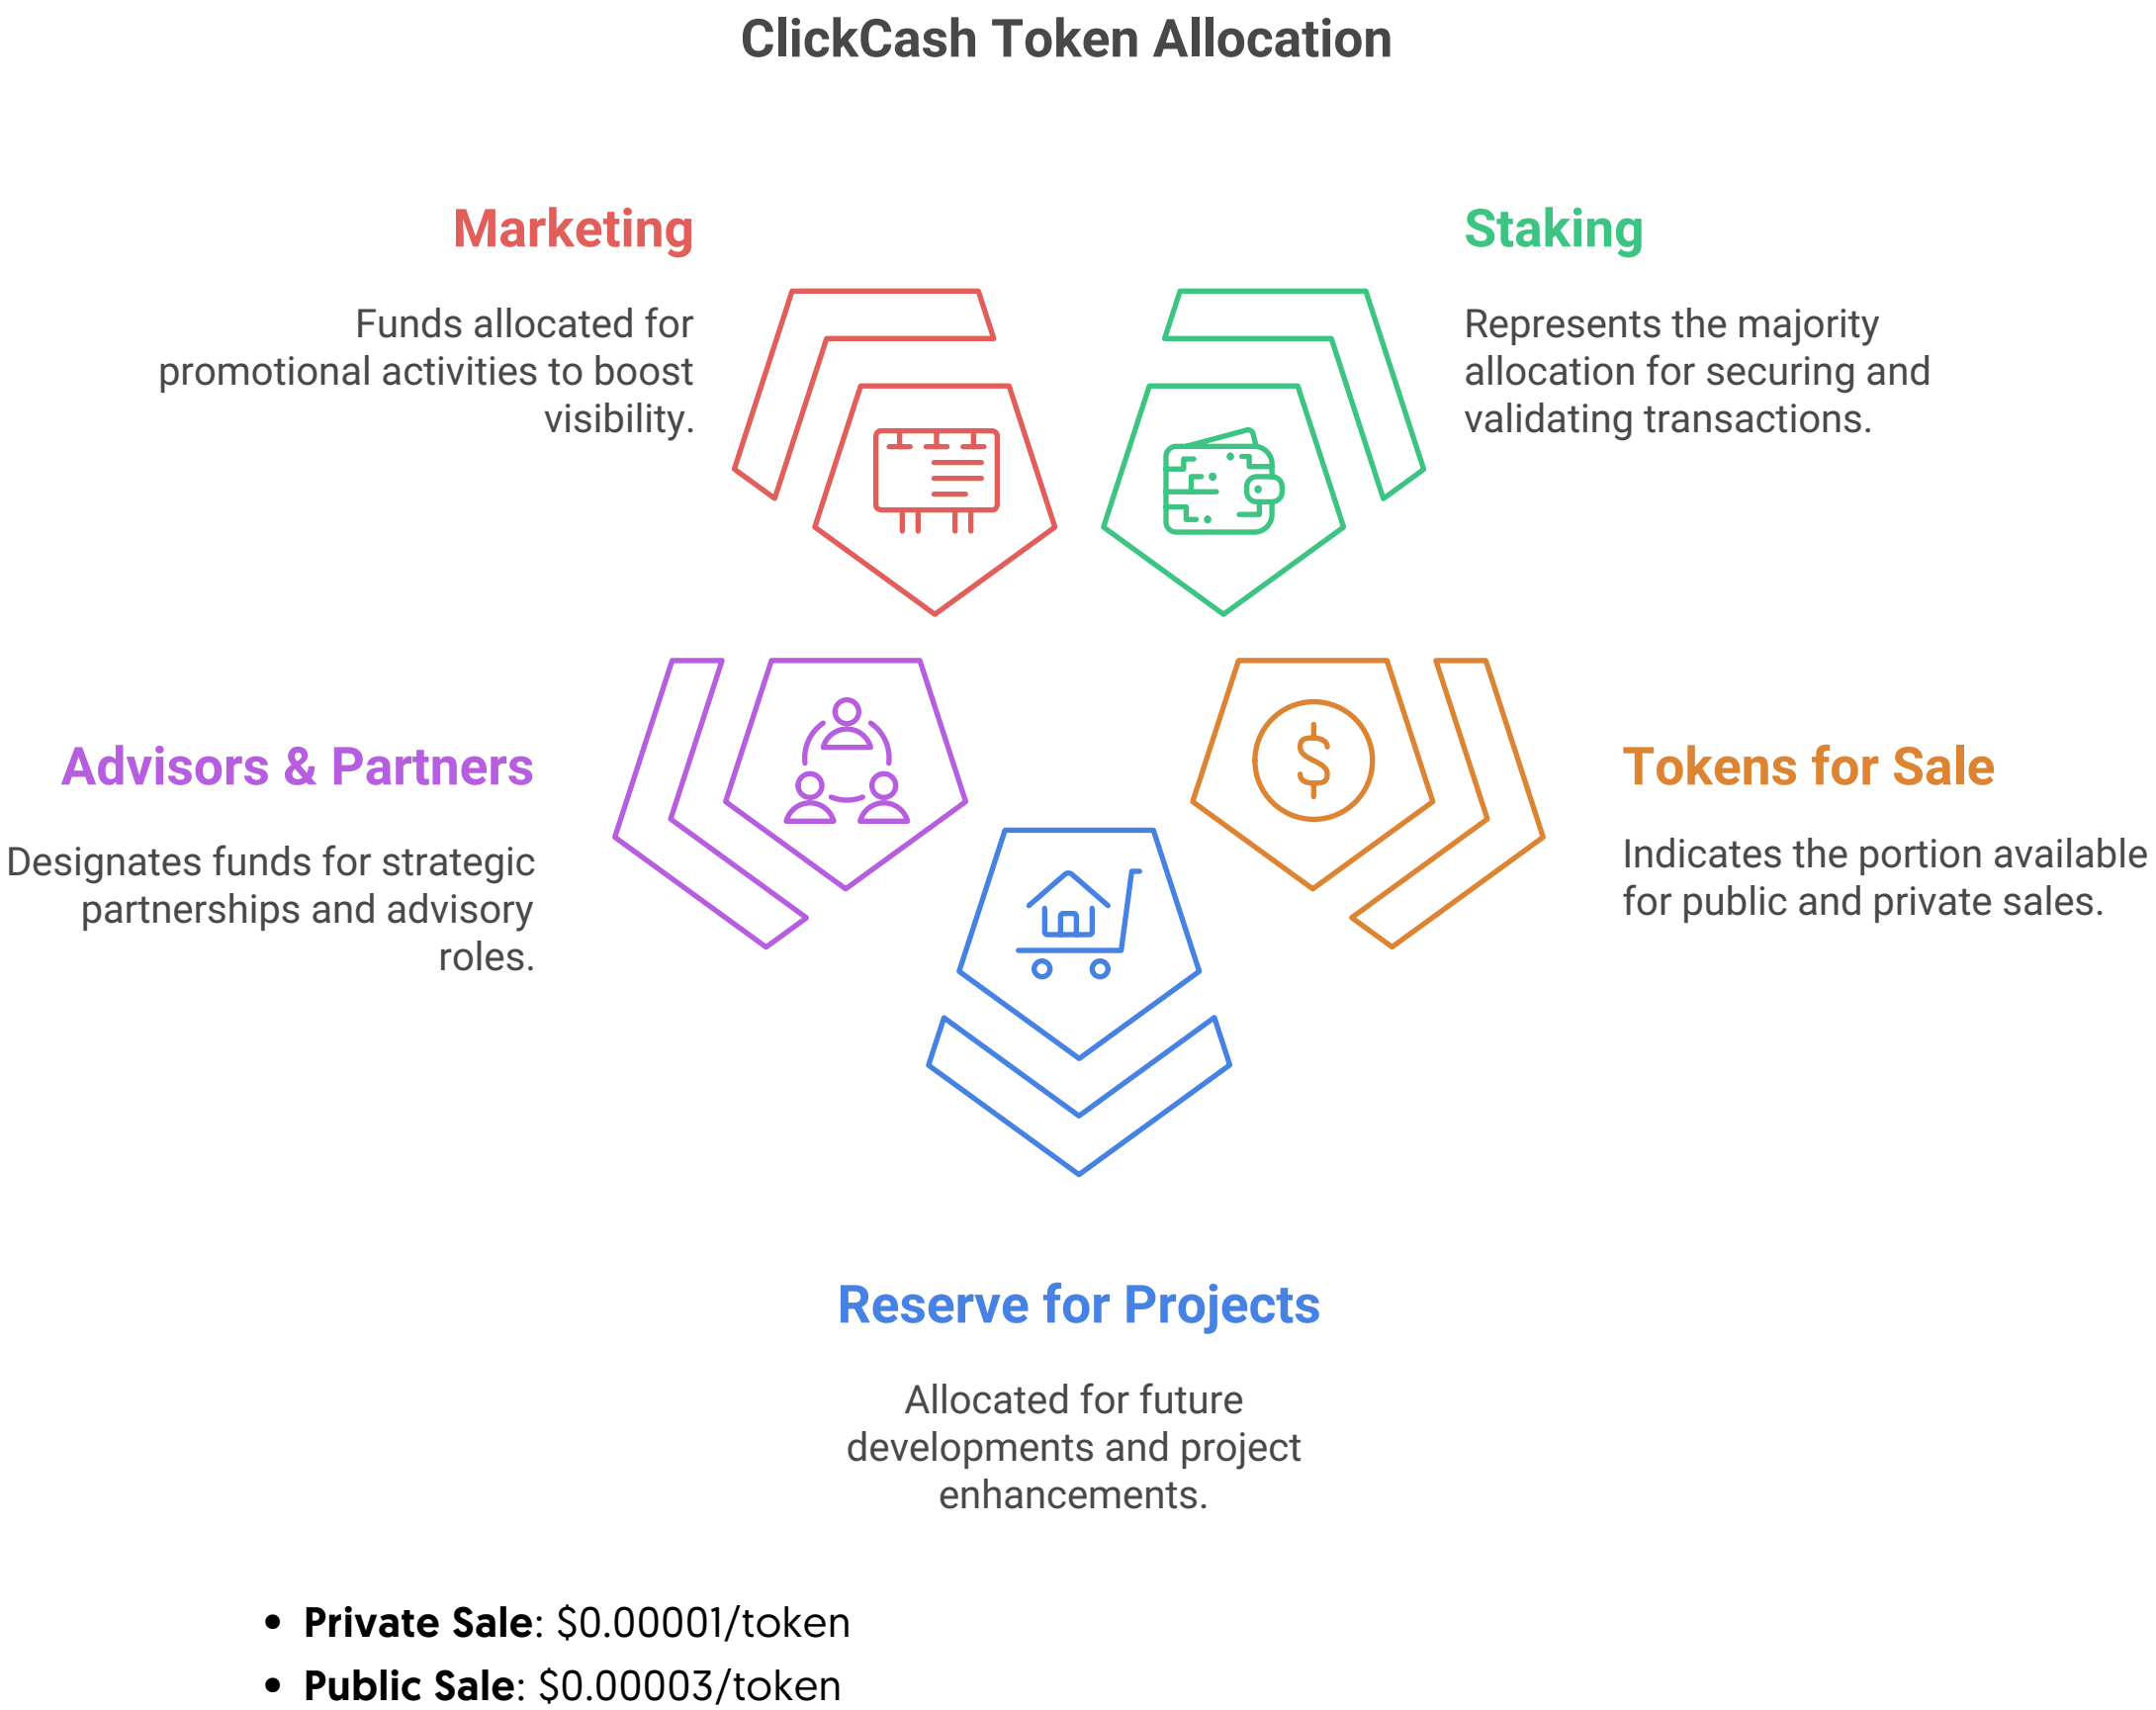 ClickCash Token Allocation
Marketing
Funds allocated for
promotional activities to boost
visibility.
Staking
Represents the majority
allocation for securing and
validating transactions.
Advisors & Partners
Designates funds for strategic
partnerships and advisory
roles.
$
Tokens for Sale
Indicates the portion available
for public and private sales.
Reserve for Projects
Allocated for future
developments and project
enhancements.
• Private Sale: $0.00001/token
• Public Sale: $0.00003/token